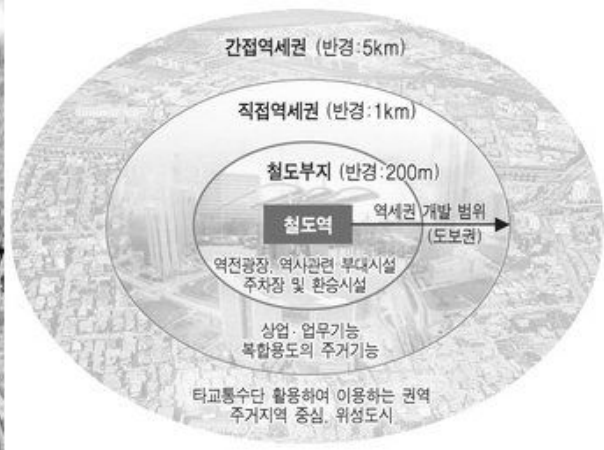 간접역세권 (반경:5km)
직접역세권 (반경:1km)
철도부지 (반경:200m)
철도역
역세권 개발 범위
(도보권)
역전광장, 역사관련 부대시설
주차장 및 환승시설
상업·업무기능
복합용도의 주거기능
타교통수단 활용하여 이용하는 권역
주거지역 중심, 위성도시